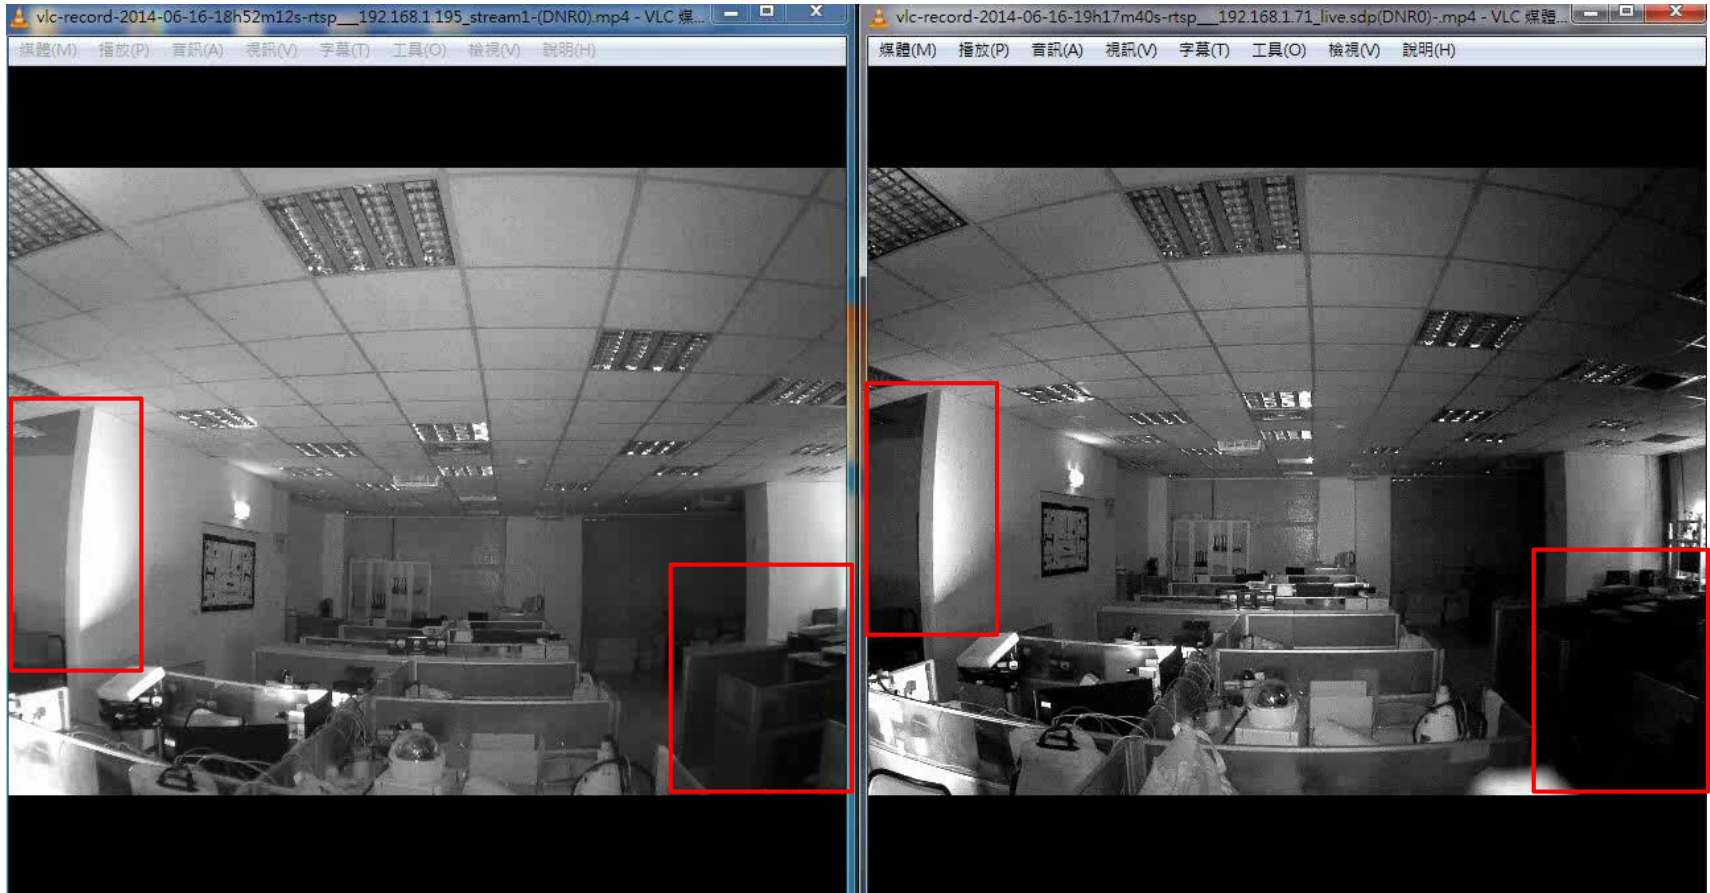 vlc-record-2014-06-16-18h52m12s-rtsp___192.168.1.195_stream1-(DNR0).mp4 - VLC 媒...
媒體(M) 播放(P) 音訊(A) 視訊(V) 字幕(T) 工具(O) 檢視(V) 說明(H)
vlc-record-2014-06-16-19h17m40s-rtsp___192.168.1.71_live.sdp(DNR0)-.mp4 - VLC 媒體...
媒體(M) 播放(P) 音訊(A) 視訊(V) 字幕(T) 工具(O) 檢視(V) 說明(H)